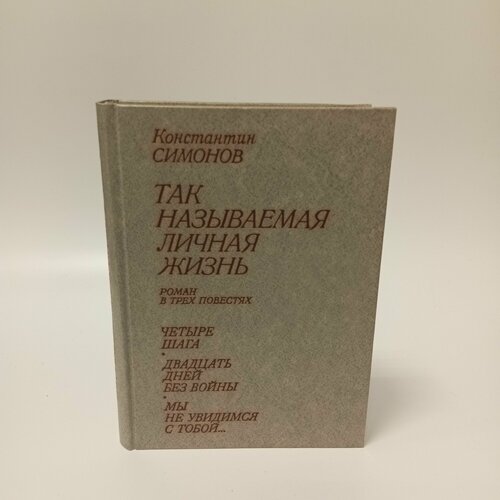 Константин
СИМОНОВ
ТАК
НАЗЫВАЕМАЯ
ЛИЧНАЯ
ЖИЗНЬ
РОМАН
В ТРЕХ ПОВЕСТЯХ
ЧЕТЫРЕ
ШАГА
•
ДВАДЦАТЬ
ДНЕЙ
БЕЗ ВОЙНЫ
•
МЫ
НЕ УВИДИМСЯ
С ТОБОЙ...